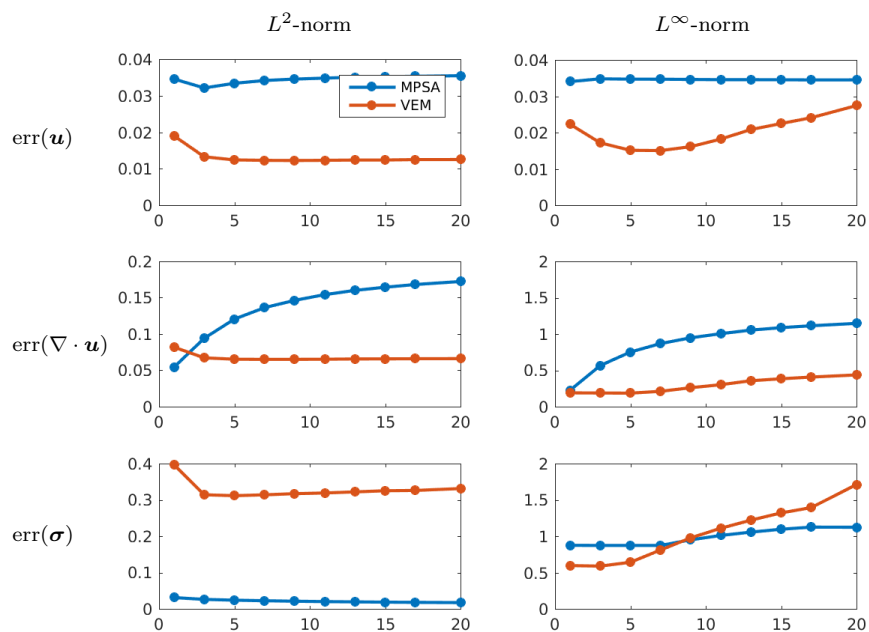 L²-norm L∞-norm
0.04 0.04
MPSA
0.03 0.03
VEM
err(u)
0.02 0.02
0.01 0.01
0 0
0 5 10 15 20 0 5 10 15 20
0.2 2
0.15 1.5
err(∇ · u)
0.1 1
0.05 0.5
0 0
0 5 10 15 20 0 5 10 15 20
0.4 2
0.3 1.5
err(σ)
0.2 1
0.1 0.5
0 0
0 5 10 15 20 0 5 10 15 20